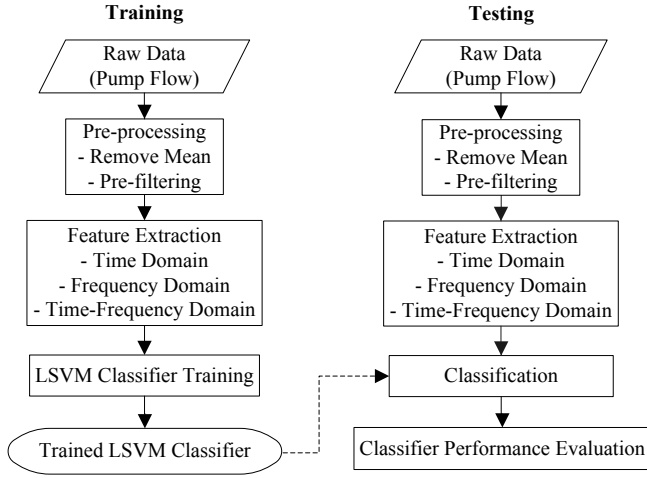 Training
Raw Data
(Pump Flow)
Pre-processing
- Remove Mean
- Pre-filtering
Feature Extraction
- Time Domain
- Frequency Domain
- Time-Frequency Domain
LSVM Classifier Training
Trained LSVM Classifier
Testing
Raw Data
(Pump Flow)
Pre-processing
- Remove Mean
- Pre-filtering
Feature Extraction
- Time Domain
- Frequency Domain
- Time-Frequency Domain
Classification
Classifier Performance Evaluation